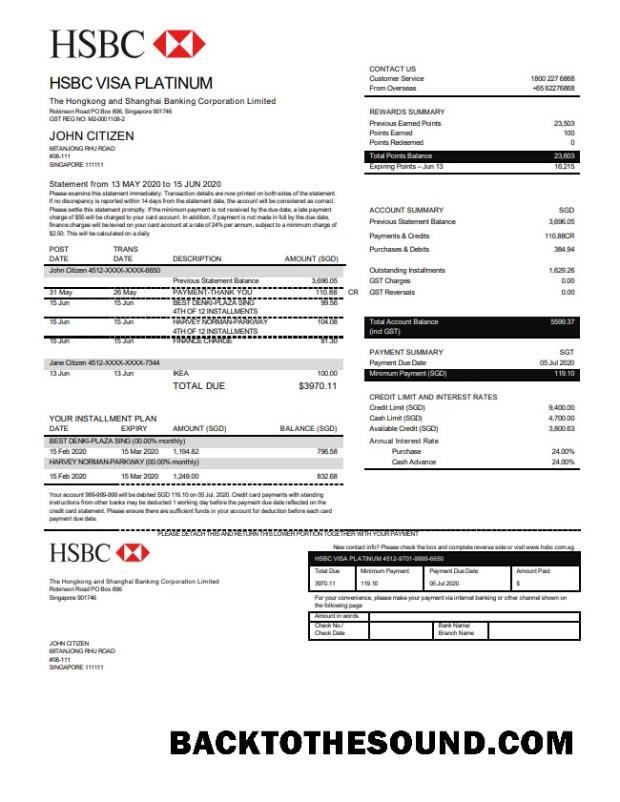 HSBC
HSBC VISA PLATINUM
The Hongkong and Shanghai Banking Corporation Limited
Robinson Road PO Box 896, Singapore 901746
GST REG NO. M2-0001108-2
JOHN CITIZEN
68TANJONG RHU ROAD
#08-111
SINGAPORE 111111
Statement from 13 MAY 2020 to 15 JUN 2020
Please examine this statement immediately. Transaction details are now printed on both sides of the statement.
If no discrepancy is reported within 14 days from the statement date, the account will be considered as correct.
Please settle this statement promptly. If the minimum payment is not received by the due date, a late payment
charge of $55 will be charged to your card account. In addition, if payment is not made in full by the due date,
finance charges will be levied on your card account at a rate of 24% per annum, subject to a minimum charge of
$2.50. This will be calculated on a daily
POST DATE TRANS DATE DESCRIPTION AMOUNT (SGD)
John Citizen 4512-XXXX-XXXX-6650
Previous Statement Balance 3,696.05
31 May 26 May PAYMENT-THANK YOU 110.88 CR
15 Jun 15 Jun BEST DENKI-PLAZA SING 99.56
4TH OF 12 INSTALLMENTS
15 Jun 15 Jun HARVEY NORMAN-PARKWAY 104.08
4TH OF 12 INSTALLMENTS
15 Jun 15 Jun FINANCE CHARGE 81.30
Jane Citizen 4512-XXXX-XXXX-7344
13 Jun 13 Jun IKEA 100.00
TOTAL DUE $3970.11
YOUR INSTALLMENT PLAN
DATE EXPIRY AMOUNT (SGD) BALANCE (SGD)
BEST DENKI-PLAZA SING (00.00% monthly)
15 Feb 2020 15 Mar 2020 1,194.82 796.58
HARVEY NORMAN-PARKWAY (00.00% monthly)
15 Feb 2020 15 Mar 2020 1,249.00 832.68
Your account 999-999-999 will be debited SGD 119.10 on 05 Jul, 2020. Credit card payments with standing
instructions from other banks may be deducted 1 working day before the payment due date reflected on the
credit card statement. Please ensure there are sufficient funds in your account for deduction before each card
payment due date.
CONTACT US
Customer Service 1800 227 6868
From Overseas +65 62276868
REWARDS SUMMARY
Previous Earned Points 23,503
Points Earned 100
Points Redeemed 0
Total Points Balance 23,603
Expiring Points – Jun 13 16,215
ACCOUNT SUMMARY SGD
Previous Statement Balance 3,696.05
Payments & Credits 110.88CR
Purchases & Debits 384.94
Outstanding Installments 1,629.26
GST Charges 0.00
GST Reversals 0.00
Total Account Balance 5599.37
(incl GST)
PAYMENT SUMMARY SGT
Payment Due Date 05 Jul 2020
Minimum Payment (SGD) 119.10
CREDIT LIMIT AND INTEREST RATES
Credit Limit (SGD) 9,400.00
Cash Limit (SGD) 4,700.00
Available Credit (SGD) 3,800.63
Annual Interest Rate
Purchase 24.00%
Cash Advance 24.00%
PLEASE DETACH THIS AND RETURN THIS LOWER PORTION TOGETHER WITH YOUR PAYMENT
HSBC
The Hongkong and Shanghai Banking Corporation Limited
Robinson Road PO Box 896
Singapore 901746
JOHN CITIZEN
68TANJONG RHU ROAD
#08-111
SINGAPORE 111111
New contact info? Please check the box and complete reverse side or visit www.hsbc.com.sg
HSBC VISA PLATINUM 4512-9701-9999-6650
Total Due Minimum Payment Payment Due Date Amount Paid
3970.11 119.10 05 Jul 2020 $
For your convenience, please make your payment via internet banking or other channel shown on
the following page
Amount in words
Check No./ Bank Name/
Check Date Branch Name
BACKTOTHESOUND.COM